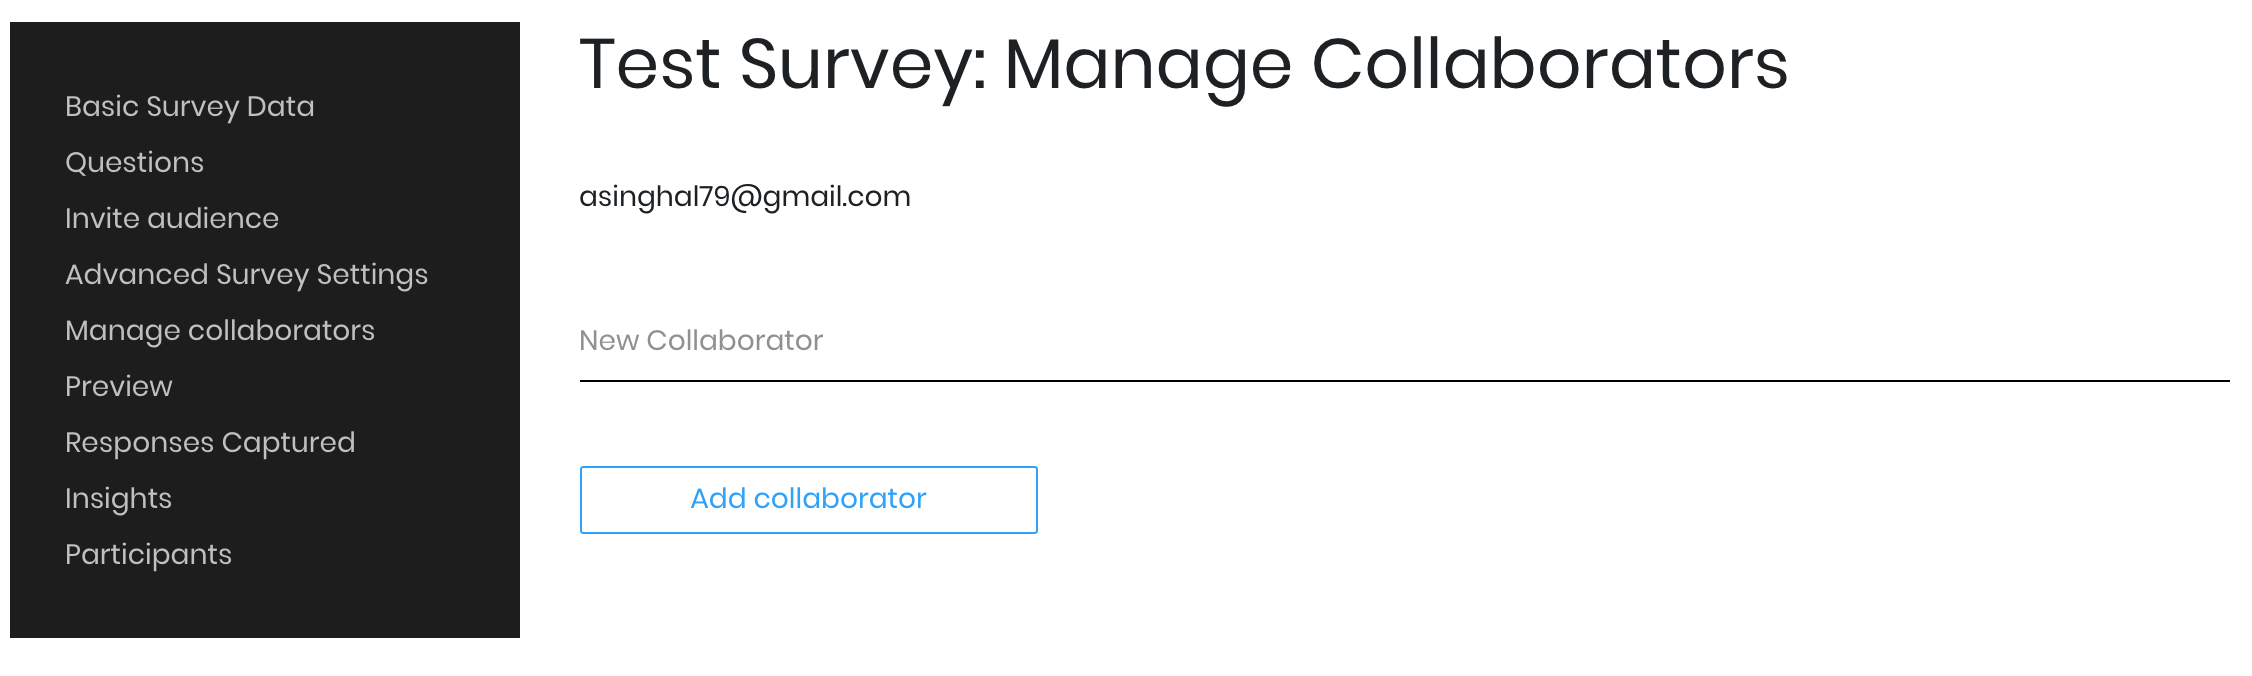 Basic Survey Data
Questions
Invite audience
Advanced Survey Settings
Manage collaborators
Preview
Responses Captured
Insights
Participants
Test Survey: Manage Collaborators
asinghal79@gmail.com
New Collaborator
Add collaborator